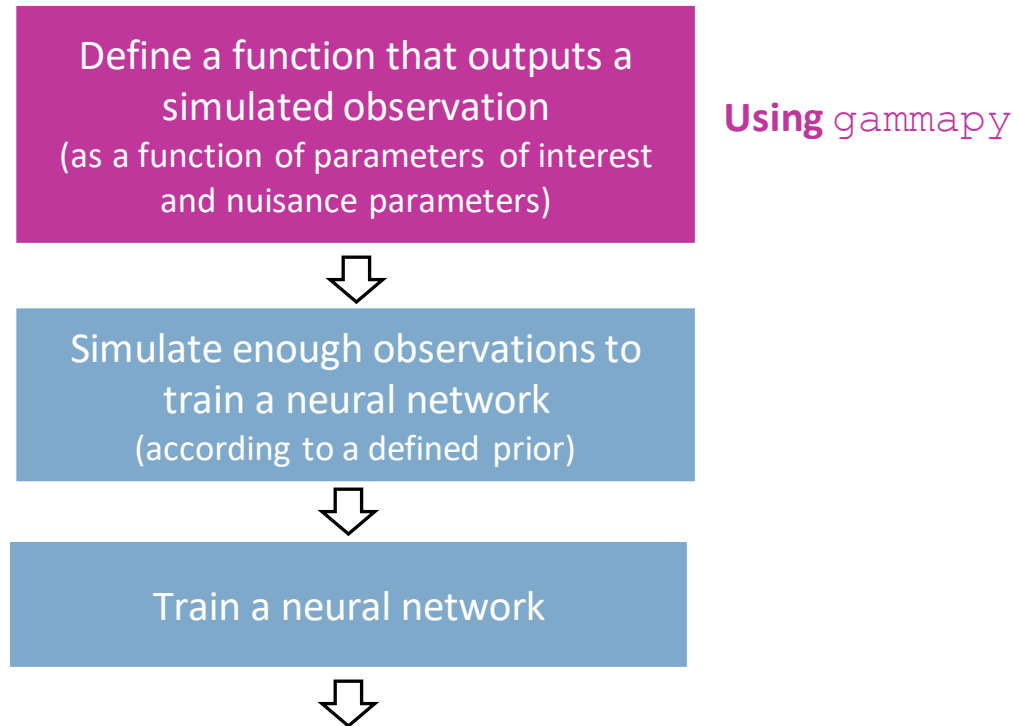 Define a function that outputs a
simulated observation
(as a function of parameters of interest
and nuisance parameters)
Using gammapy
Simulate enough observations to
train a neural network
(according to a defined prior)
Train a neural network